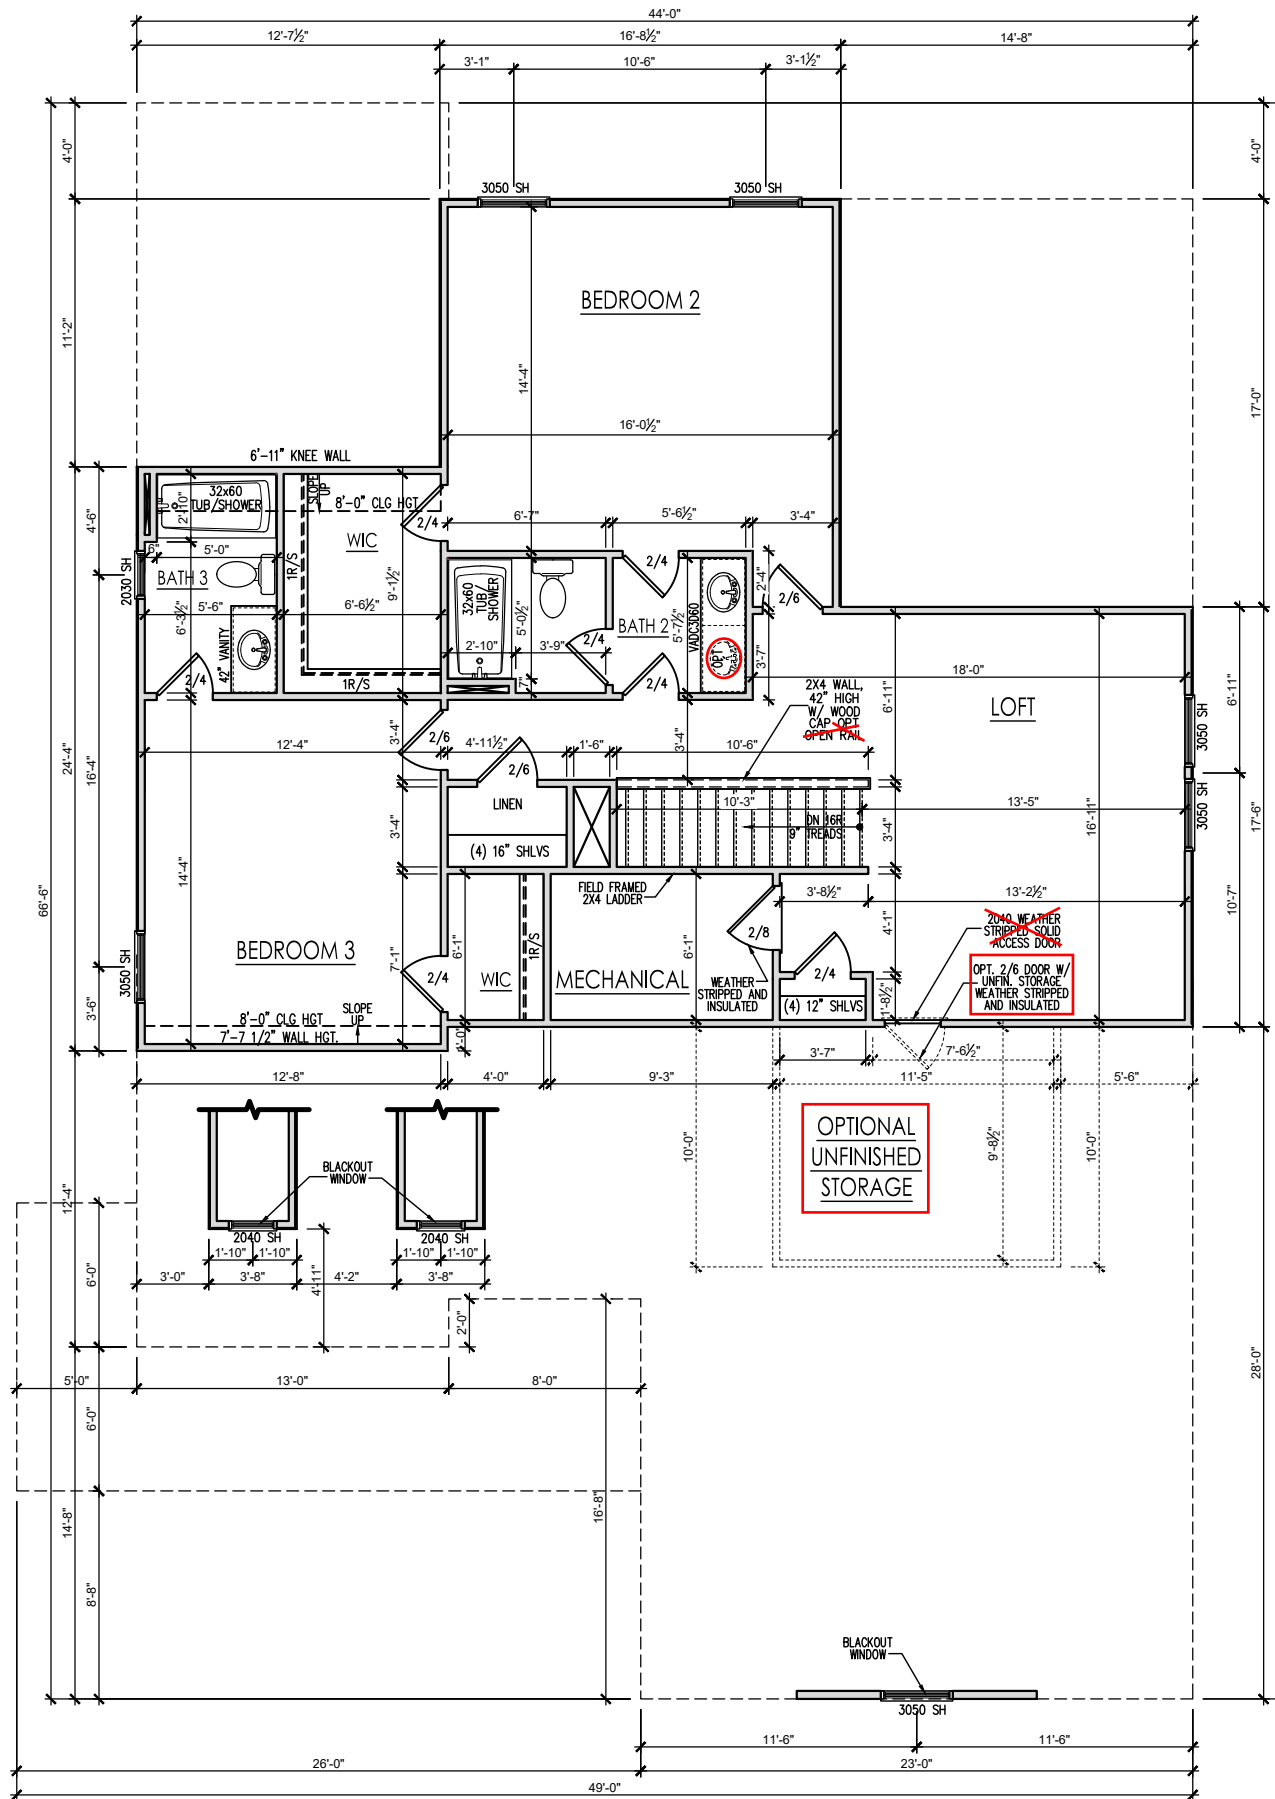 44'-0"
12'-7½"
16'-8½"
14'-8"
3'-1"
10'-6"
3'-1½"
4'-0"
4'-0"
3050 SH
3050 SH
BEDROOM 2
11'-2"
14'-4"
17'-0"
16'-0½"
6'-11" KNEE WALL
32x60
TUB/SHOWER
2'-10"
SLOPE
UP
8'-0" CLG HGT
4'-6"
2/4
6'-7"
5'-6½"
3'-4"
WIC
6"
5'-0"
BATH 3
2030 SH
1R/S
9'-1½"
2/4
2'-4"
2/6
32x60
TUB/
SHOWER
5'-0½"
BATH 2
5'-7½"
VADC3D60
5'-6"
6'-3½"
6'-6½"
42" VANITY
2/4
OPT
3'-7"
2'-10"
3'-9"
2/4
1R/S
7"
2/4
18'-0"
2X4 WALL,
42" HIGH
W/ WOOD
CAP OPT
OPEN RAIL
6'-11"
6'-11"
LOFT
3050 SH
3'-4"
2/6
12'-4"
4'-11½"
1'-6"
3'-4"
10'-6"
24'-4"
16'-4"
2/6
LINEN
10'-3"
13'-5"
3050 SH
17'-6"
DN 16R
9" TREADS
16'-11"
3'-4"
3'-4"
(4) 16" SHLVS
14'-4"
66'-6"
FIELD FRAMED
2X4 LADDER
3'-8½"
13'-2½"
10'-7"
2040 WEATHER
STRIPPED SOLID
ACCESS DOOR
4'-1"
2/8
BEDROOM 3
7'-1"
6'-1"
1R/S
6'-1"
3050 SH
2/4
WIC
MECHANICAL
WEATHER
STRIPPED AND
INSULATED
2/4
OPT. 2/6 DOOR W/
UNFIN. STORAGE
WEATHER STRIPPED
AND INSULATED
(4) 12" SHLVS
1'-8½"
3'-6"
8'-0" CLG HGT
SLOPE
UP
7'-7 1/2" WALL HGT.
1'-0"
3'-7"
7'-6½"
12'-8"
4'-0"
9'-3"
11'-5"
5'-6"
OPTIONAL
UNFINISHED
STORAGE
10'-0"
9'-8½"
10'-0"
BLACKOUT
WINDOW
12'-4"
2040 SH
2040 SH
1'-10"
1'-10"
1'-10"
1'-10"
3'-0"
3'-8"
4'-2"
3'-8"
4'-11"
6'-0"
2'-0"
5'-0"
13'-0"
8'-0"
28'-0"
6'-0"
16'-8"
14'-8"
8'-8"
BLACKOUT
WINDOW
3050 SH
11'-6"
11'-6"
26'-0"
23'-0"
49'-0"